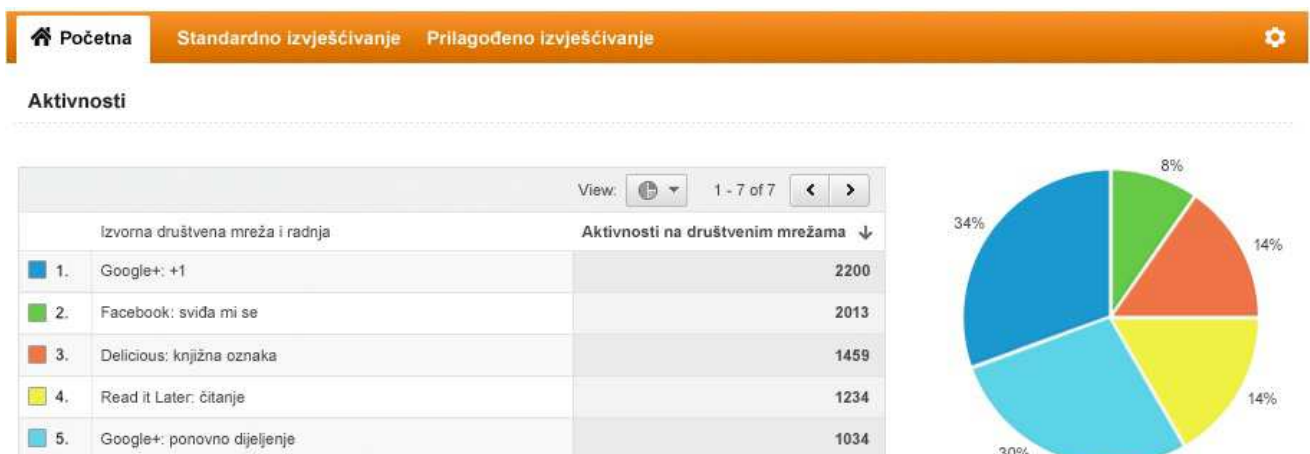 Početna Standardno izvješćivanje Prilagođeno izvješćivanje
Aktivnosti
View: 1 - 7 of 7
Izvorna društvena mreža i radnja Aktivnosti na društvenim mrežama
1. Google+: +1 2200
2. Facebook: sviđa mi se 2013
3. Delicious: knjižna oznaka 1459
4. Read it Later: čitanje 1234
5. Google+: ponovno dijeljenje 1034
8%
34%
14%
14%
30%